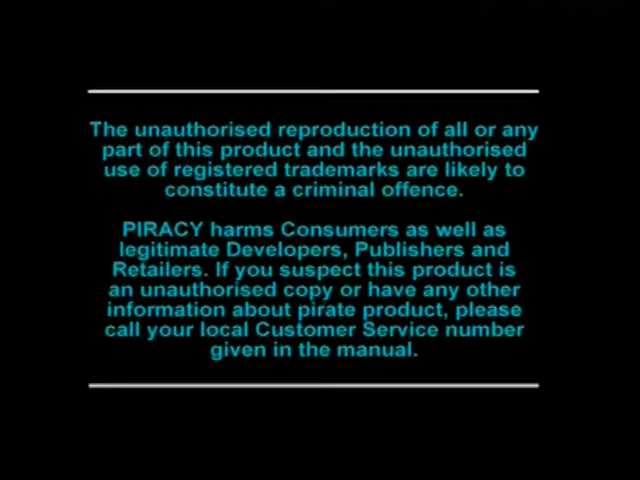 The unauthorised reproduction of all or any
part of this product and the unauthorised
use of registered trademarks are likely to
constitute a criminal offence.
PIRACY harms Consumers as well as
legitimate Developers, Publishers and
Retailers. If you suspect this product is
an unauthorised copy or have any other
information about pirate product, please
call your local Customer Service number
given in the manual.